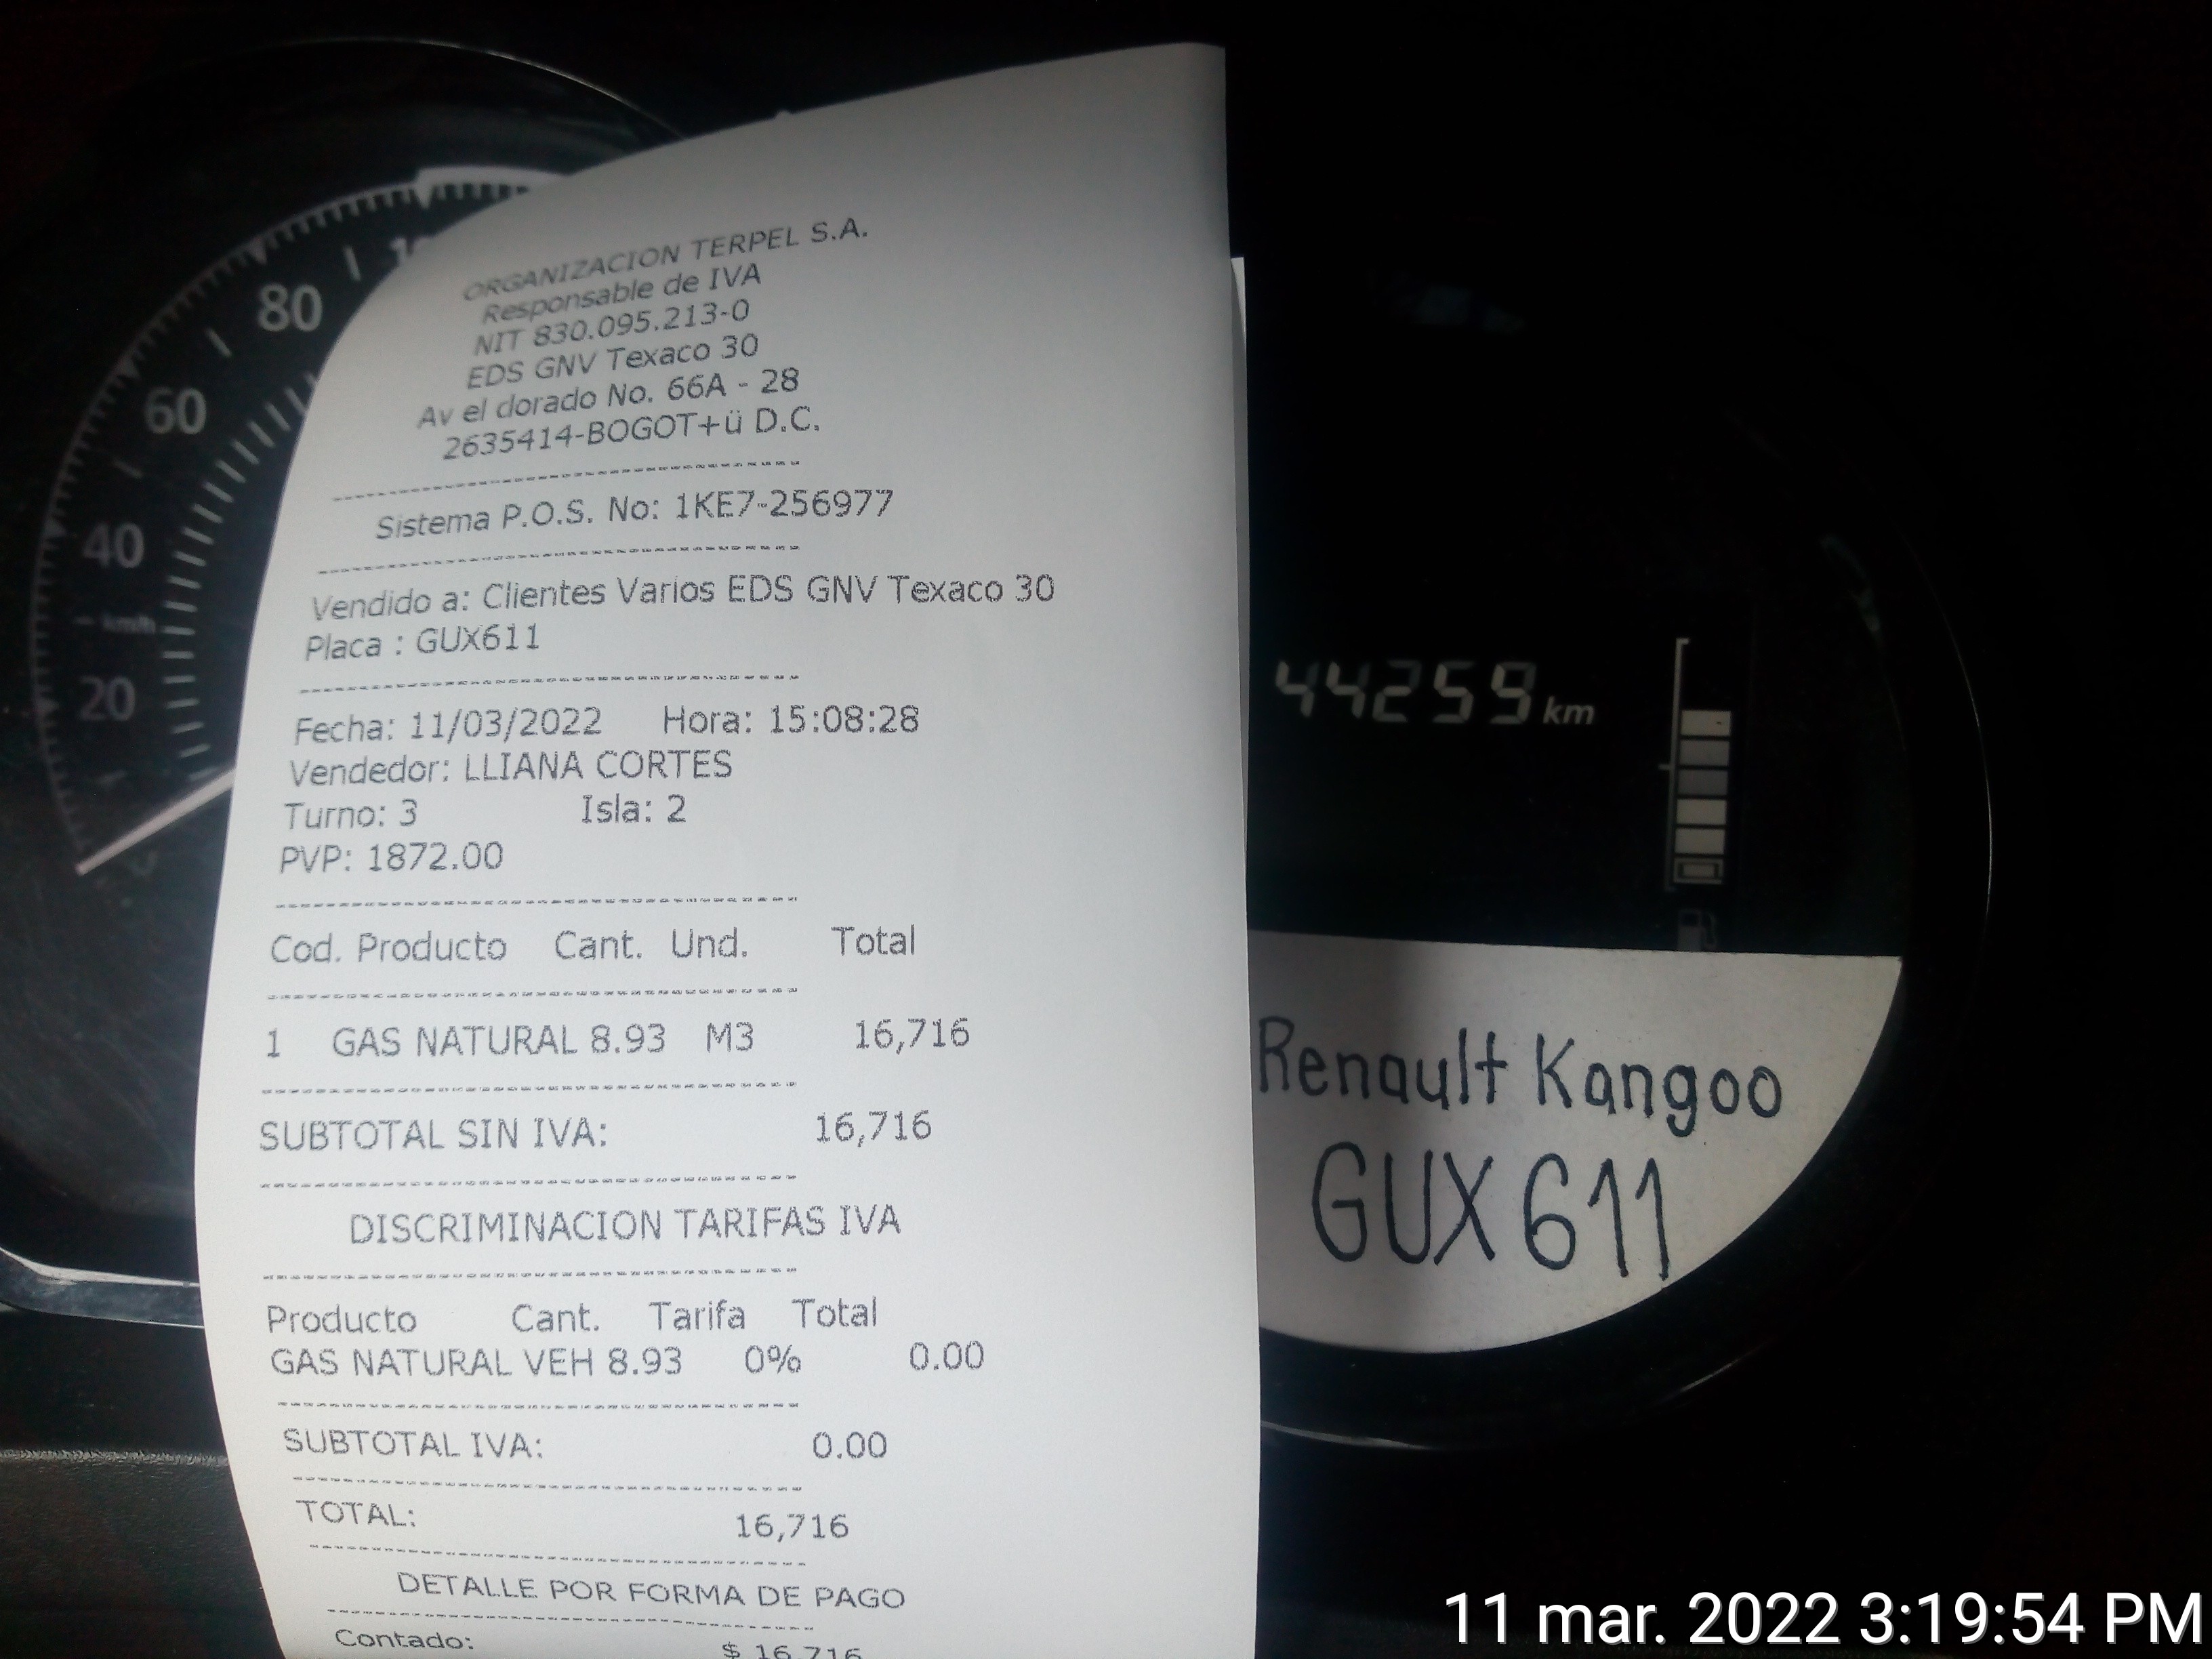 ORGANIZACION TERPEL S.A.
Responsable de IVA
NIT 830.095.213-0
EDS GNV Texaco 30
Av el dorado No. 66A - 28
2635414-BOGOT+ü D.C.
Sistema P.O.S. No: 1KE7-256977
Vendido a: Clientes Varios EDS GNV Texaco 30
Placa : GUX611
Fecha: 11/03/2022 Hora: 15:08:28
Vendedor: LLIANA CORTES
Turno: 3 Isla: 2
PVP: 1872.00
Cod. Producto Cant. Und. Total
1 GAS NATURAL 8.93 M3 16,716
SUBTOTAL SIN IVA: 16,716
DISCRIMINACION TARIFAS IVA
Producto Cant. Tarifa Total
GAS NATURAL VEH 8.93 0% 0.00
SUBTOTAL IVA: 0.00
TOTAL: 16,716
DETALLE POR FORMA DE PAGO
Contado: $ 16,716
80
60
40
km/h
20
44259 km
Renault Kangoo
GUX 611
11 mar. 2022 3:19:54 PM